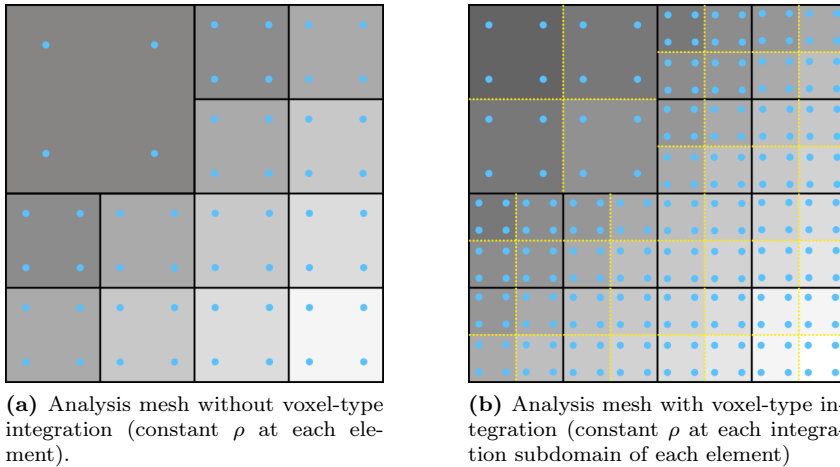 (a) Analysis mesh without voxel-type
integration (constant ρ at each ele-
ment).
(b) Analysis mesh with voxel-type in-
tegration (constant ρ at each integra-
tion subdomain of each element)